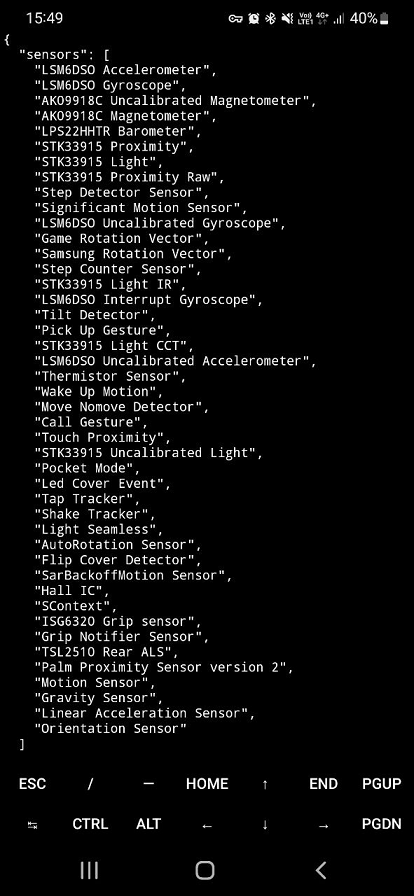 15:49
Vo)) 4G+
LTE1
40%
{
"sensors": [
"LSM6DSO Accelerometer",
"LSM6DSO Gyroscope",
"AKO9918C Uncalibrated Magnetometer",
"AKO9918C Magnetometer",
"LPS22HHTR Barometer",
"STK33915 Proximity",
"STK33915 Light",
"STK33915 Proximity Raw",
"Step Detector Sensor",
"Significant Motion Sensor",
"LSM6DSO Uncalibrated Gyroscope",
"Game Rotation Vector",
"Samsung Rotation Vector",
"Step Counter Sensor",
"STK33915 Light IR",
"LSM6DSO Interrupt Gyroscope",
"Tilt Detector",
"Pick Up Gesture",
"STK33915 Light CCT",
"LSM6DSO Uncalibrated Accelerometer",
"Thermistor Sensor",
"Wake Up Motion",
"Move Nomove Detector",
"Call Gesture",
"Touch Proximity",
"STK33915 Uncalibrated Light",
"Pocket Mode",
"Led Cover Event",
"Tap Tracker",
"Shake Tracker",
"Light Seamless",
"AutoRotation Sensor",
"Flip Cover Detector",
"SarBackoffMotion Sensor",
"Hall IC",
"SContext",
"ISG6320 Grip sensor",
"Grip Notifier Sensor",
"TSL2510 Rear ALS",
"Palm Proximity Sensor version 2",
"Motion Sensor",
"Gravity Sensor",
"Linear Acceleration Sensor",
"Orientation Sensor"
]
ESC / — HOME ↑ END PGUP
↹ CTRL ALT ← ↓ → PGDN